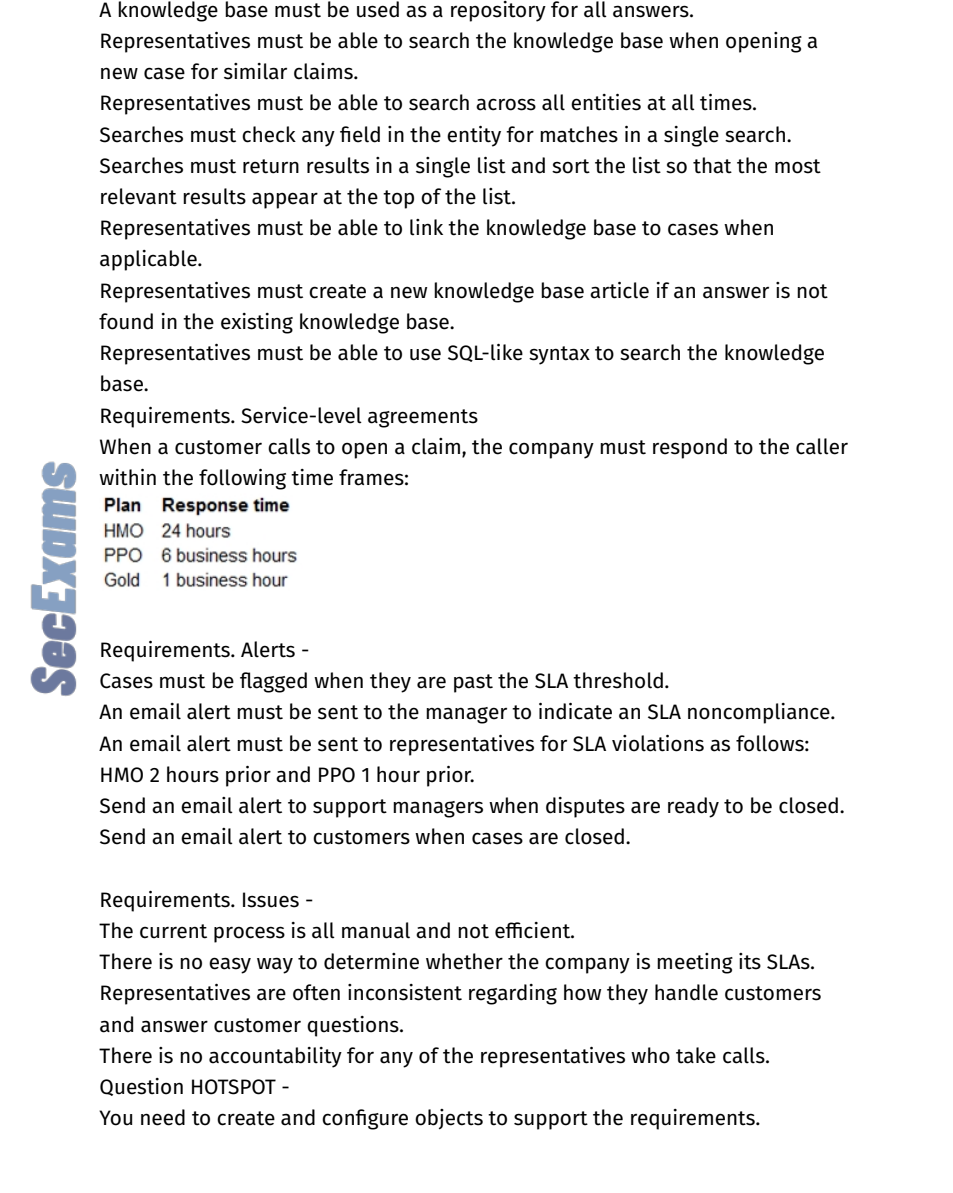 A knowledge base must be used as a repository for all answers.
Representatives must be able to search the knowledge base when opening a
new case for similar claims.
Representatives must be able to search across all entities at all times.
Searches must check any field in the entity for matches in a single search.
Searches must return results in a single list and sort the list so that the most
relevant results appear at the top of the list.
Representatives must be able to link the knowledge base to cases when
applicable.
Representatives must create a new knowledge base article if an answer is not
found in the existing knowledge base.
Representatives must be able to use SQL-like syntax to search the knowledge
base.
Requirements. Service-level agreements
When a customer calls to open a claim, the company must respond to the caller
within the following time frames:
Plan Response time
HMO 24 hours
PPO 6 business hours
Gold 1 business hour
SecExams
Requirements. Alerts -
Cases must be flagged when they are past the SLA threshold.
An email alert must be sent to the manager to indicate an SLA noncompliance.
An email alert must be sent to representatives for SLA violations as follows:
HMO 2 hours prior and PPO 1 hour prior.
Send an email alert to support managers when disputes are ready to be closed.
Send an email alert to customers when cases are closed.
Requirements. Issues -
The current process is all manual and not efficient.
There is no easy way to determine whether the company is meeting its SLAs.
Representatives are often inconsistent regarding how they handle customers
and answer customer questions.
There is no accountability for any of the representatives who take calls.
Question HOTSPOT -
You need to create and configure objects to support the requirements.